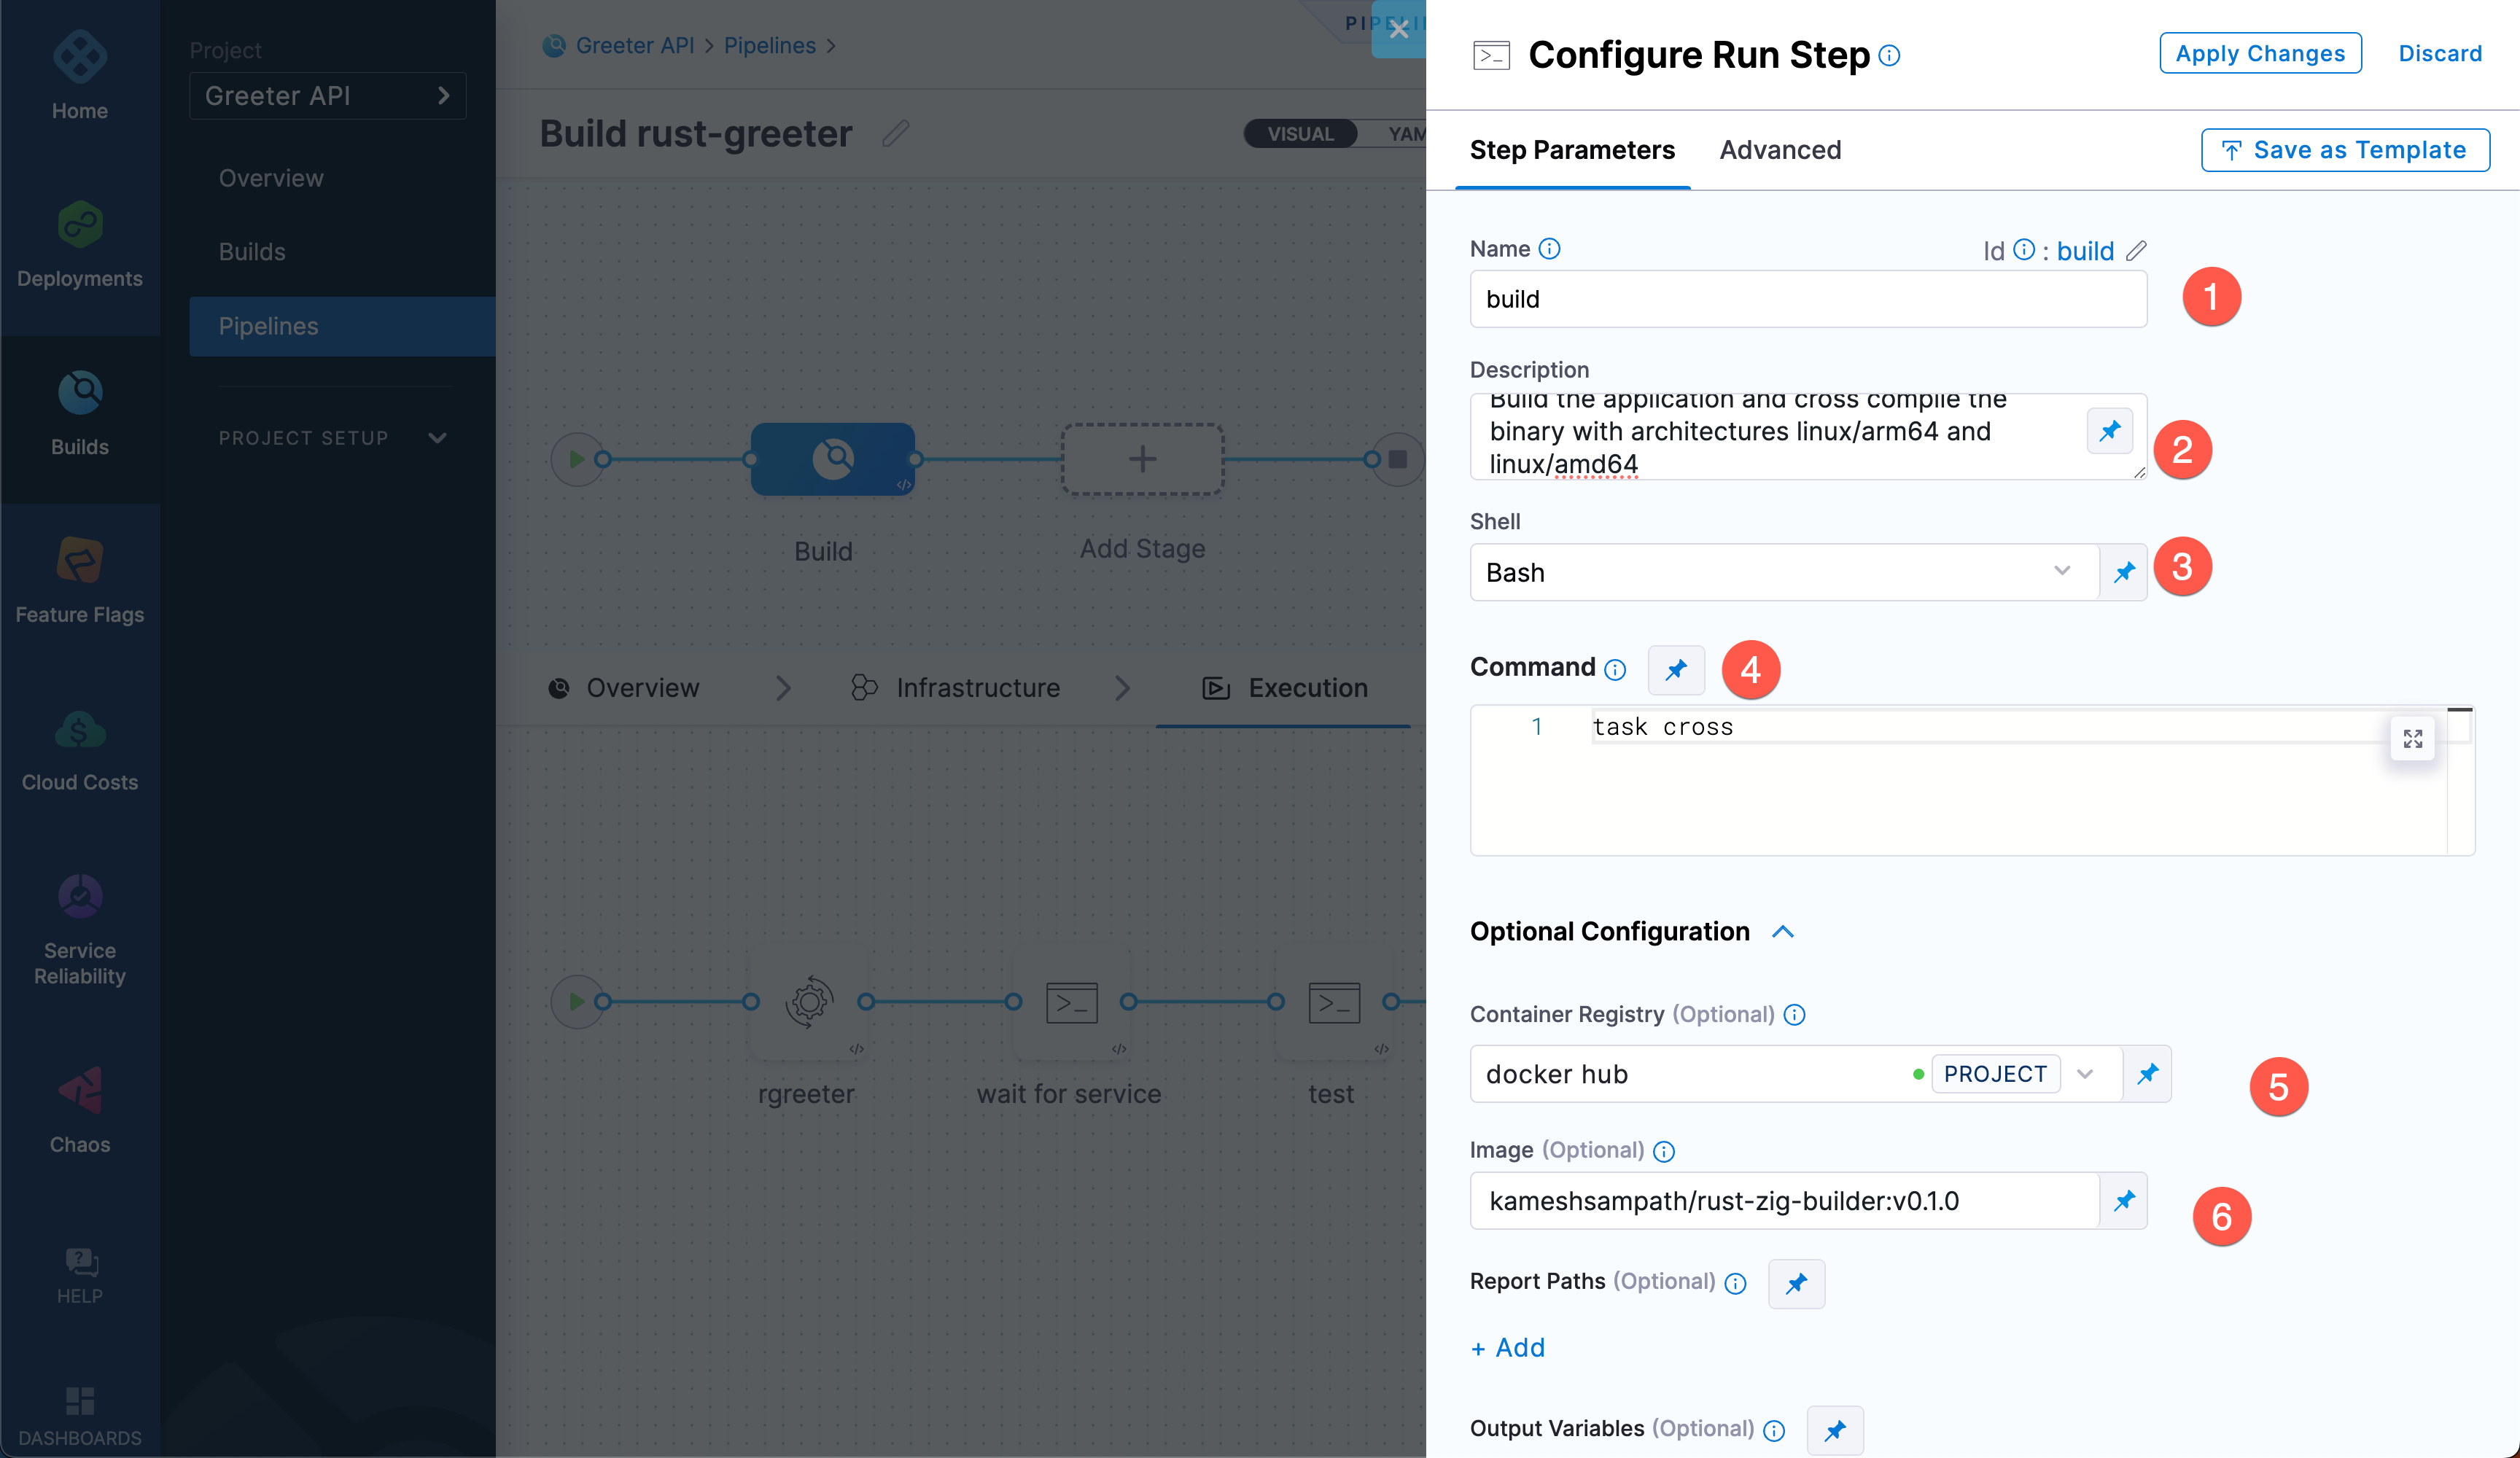 Home
Deployments
Builds
Feature Flags
Cloud Costs
Service
Reliability
Chaos
HELP
DASHBOARDS
Project
Greeter API
Overview
Builds
Pipelines
PROJECT SETUP
Greeter API > Pipelines >
Build rust-greeter
VISUAL
Build
Add Stage
Overview
Infrastructure
Execution
rgreeter
wait for service
test
Configure Run Step
Apply Changes
Discard
Step Parameters
Advanced
Save as Template
Name
Id : build
build
1
Description
Build the application and cross compile the
binary with architectures linux/arm64 and
linux/amd64
2
Shell
Bash
3
Command
4
1 task cross
Optional Configuration
Container Registry (Optional)
docker hub
PROJECT
5
Image (Optional)
kameshsampath/rust-zig-builder:v0.1.0
6
Report Paths (Optional)
+ Add
Output Variables (Optional)